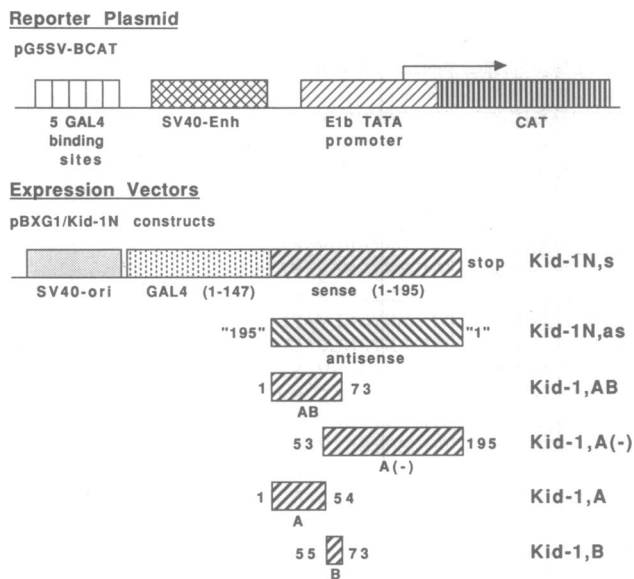 Reporter Plasmid
pG5SV-BCAT
5 GAL4 binding sites
SV40-Enh
E1b TATA promoter
CAT
Expression Vectors
pBXG1/Kid-1N constructs
stop Kid-1N,s
SV40-ori GAL4 (1-147) sense (1-195)
"195" "1" Kid-1N,as
antisense
1 73 Kid-1,AB
AB
53 195 Kid-1,A(-)
A(-)
1 54 Kid-1,A
A
55 73 Kid-1,B
B